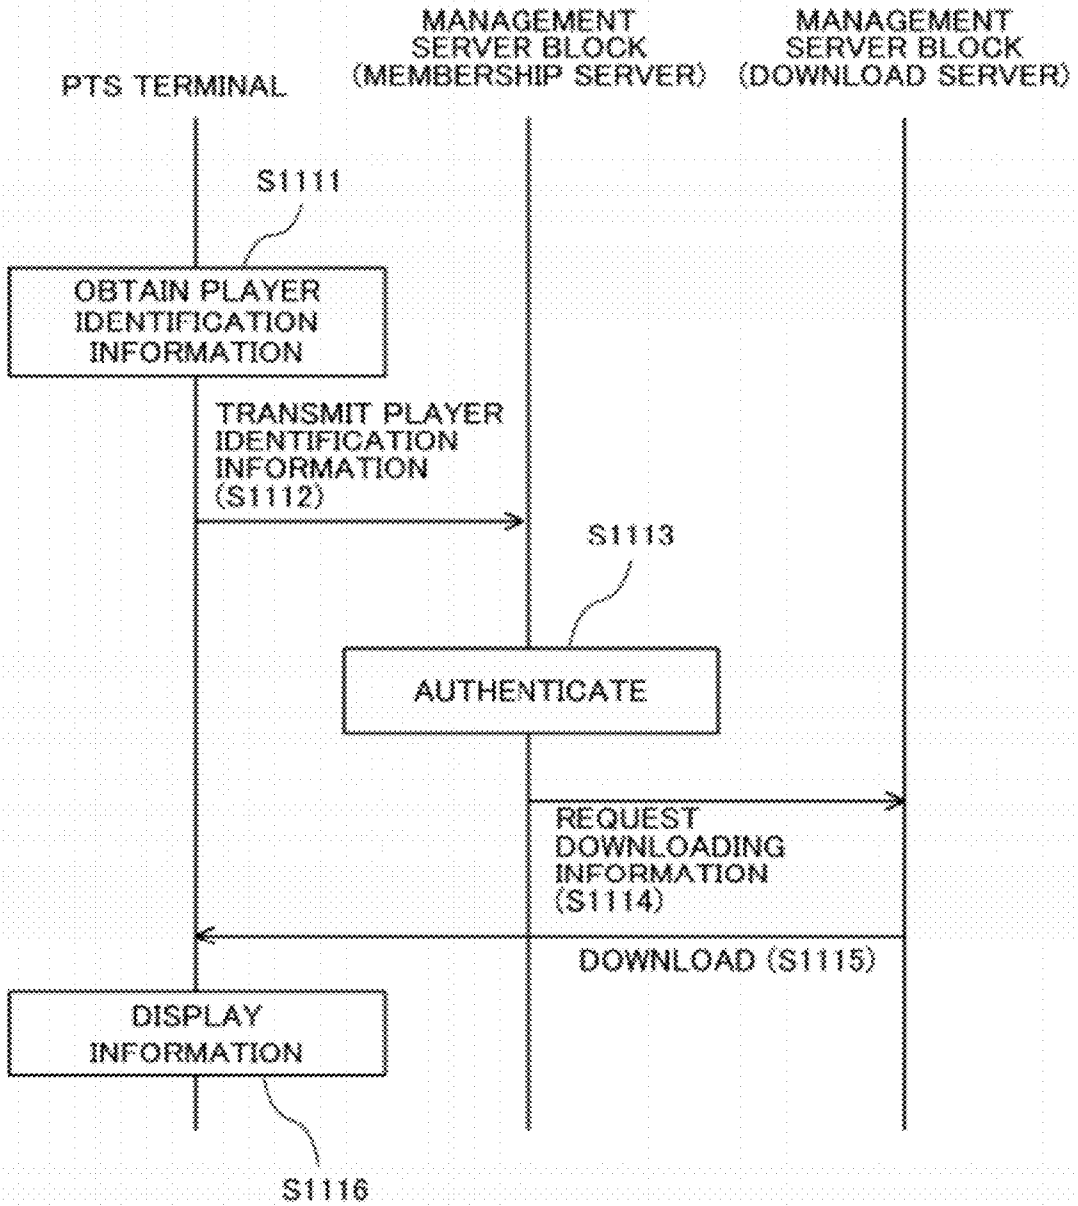 PTS TERMINAL
MANAGEMENT
SERVER BLOCK
(MEMBERSHIP SERVER)
MANAGEMENT
SERVER BLOCK
(DOWNLOAD SERVER)
S1111
OBTAIN PLAYER
IDENTIFICATION
INFORMATION
TRANSMIT PLAYER
IDENTIFICATION
INFORMATION
(S1112)
S1113
AUTHENTICATE
REQUEST
DOWNLOADING
INFORMATION
(S1114)
DOWNLOAD (S1115)
DISPLAY
INFORMATION
S1116